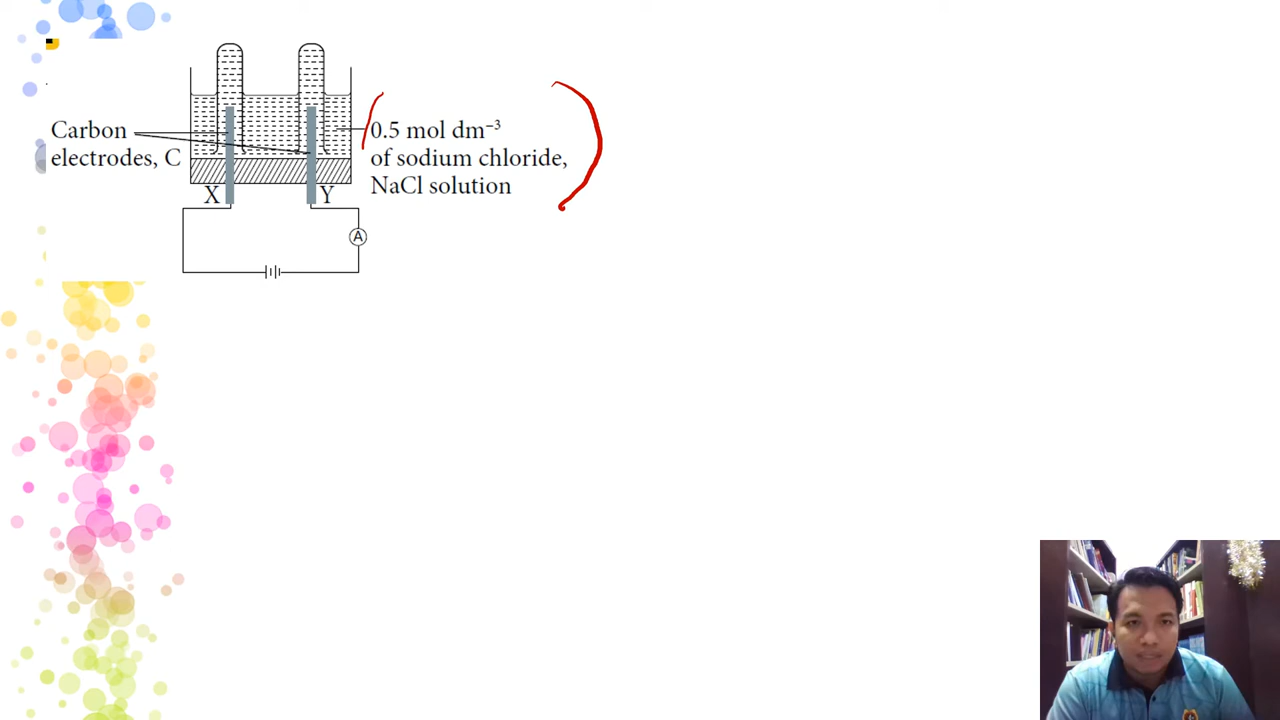 Carbon
electrodes, C
0.5 mol dm⁻³
of sodium chloride,
NaCl solution
X
Y
A